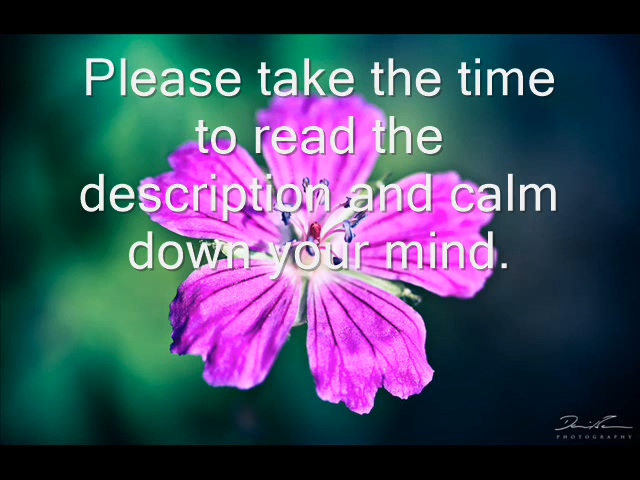 Please take the time
to read the
description and calm
down your mind.
PHOTOGRAPHY